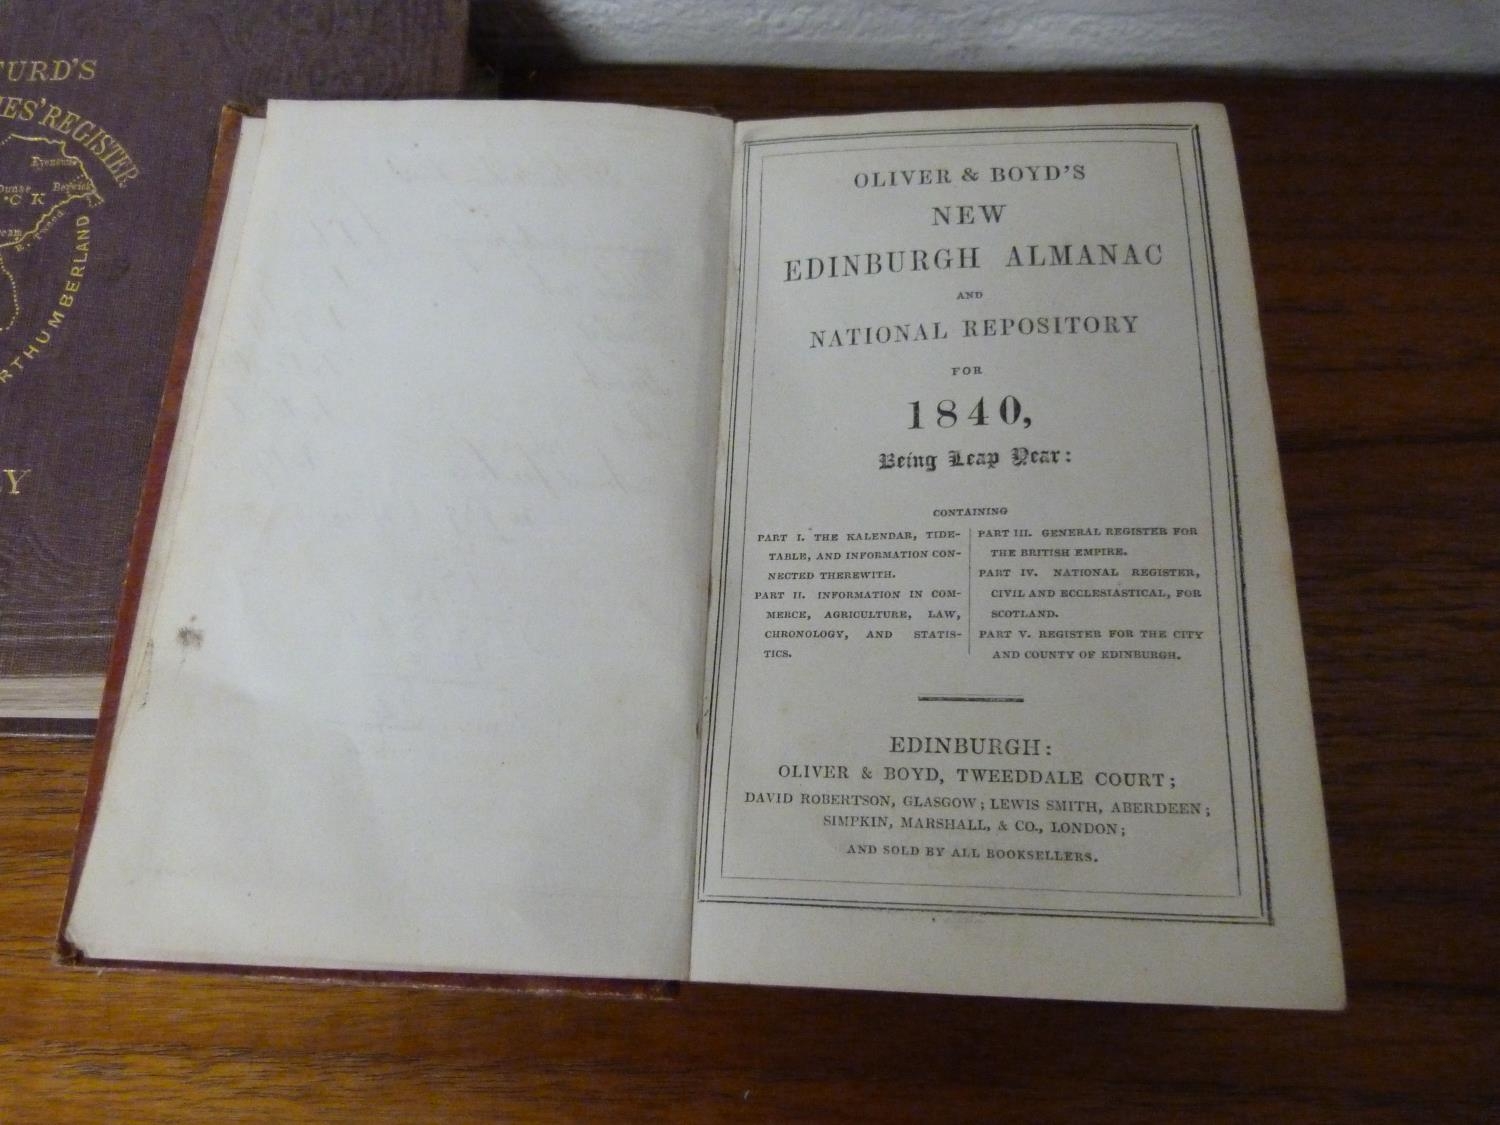 REGISTER
Eyemouth
Dunse
Berwick
CK
R. Tweed
Y
OLIVER & BOYD'S
NEW
EDINBURGH ALMANAC
AND
NATIONAL REPOSITORY
FOR
1840,
Being Leap Year:
CONTAINING
PART I. THE KALENDAR, TIDE-
TABLE, AND INFORMATION CON-
NECTED THEREWITH.
PART II. INFORMATION IN COM-
MERCE, AGRICULTURE, LAW,
CHRONOLOGY, AND STATIS-
TICS.
PART III. GENERAL REGISTER FOR
THE BRITISH EMPIRE.
PART IV. NATIONAL REGISTER,
CIVIL AND ECCLESIASTICAL, FOR
SCOTLAND.
PART V. REGISTER FOR THE CITY
AND COUNTY OF EDINBURGH.
EDINBURGH:
OLIVER & BOYD, TWEEDDALE COURT;
DAVID ROBERTSON, GLASGOW; LEWIS SMITH, ABERDEEN;
SIMPKIN, MARSHALL, & CO., LONDON;
AND SOLD BY ALL BOOKSELLERS.